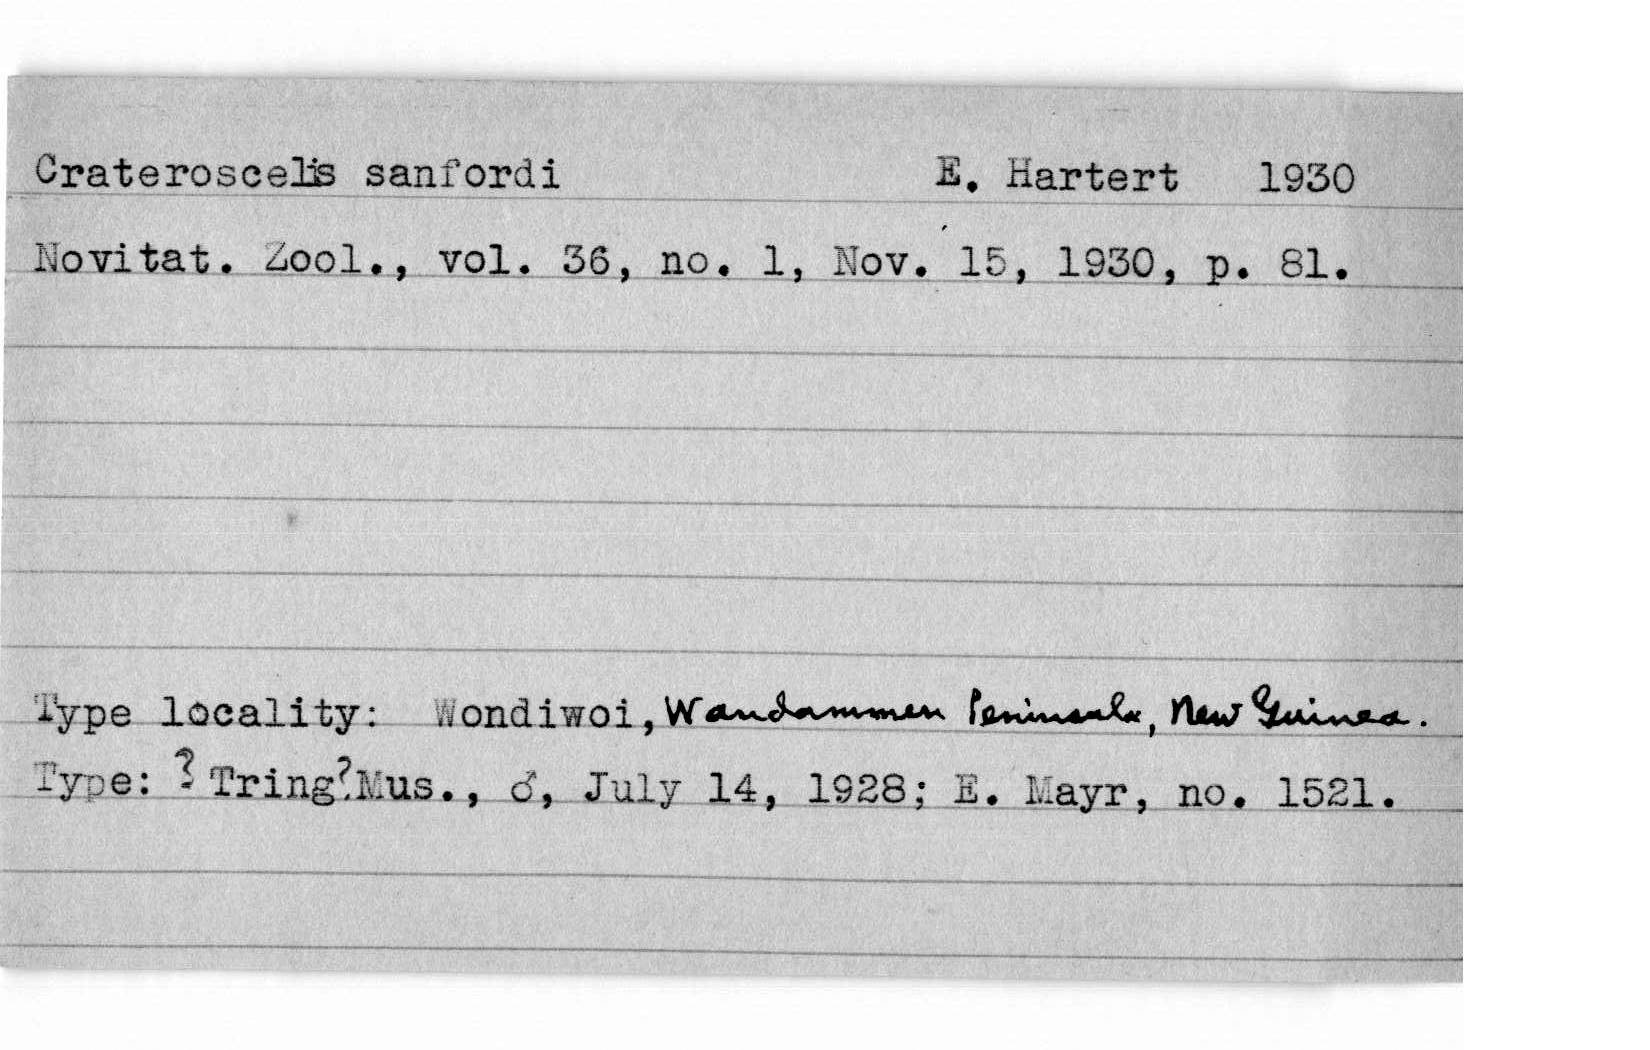 Crateroscelis sanfordi E. Hartert 1930
Novitat. Zool., vol. 36, no. 1, Nov. 15, 1930, p. 81.
Type locality: Wondiwoi, Wandammen Peninsula, New Guinea.
Type: ? Tring? Mus., ♂, July 14, 1928; E. Mayr, no. 1521.